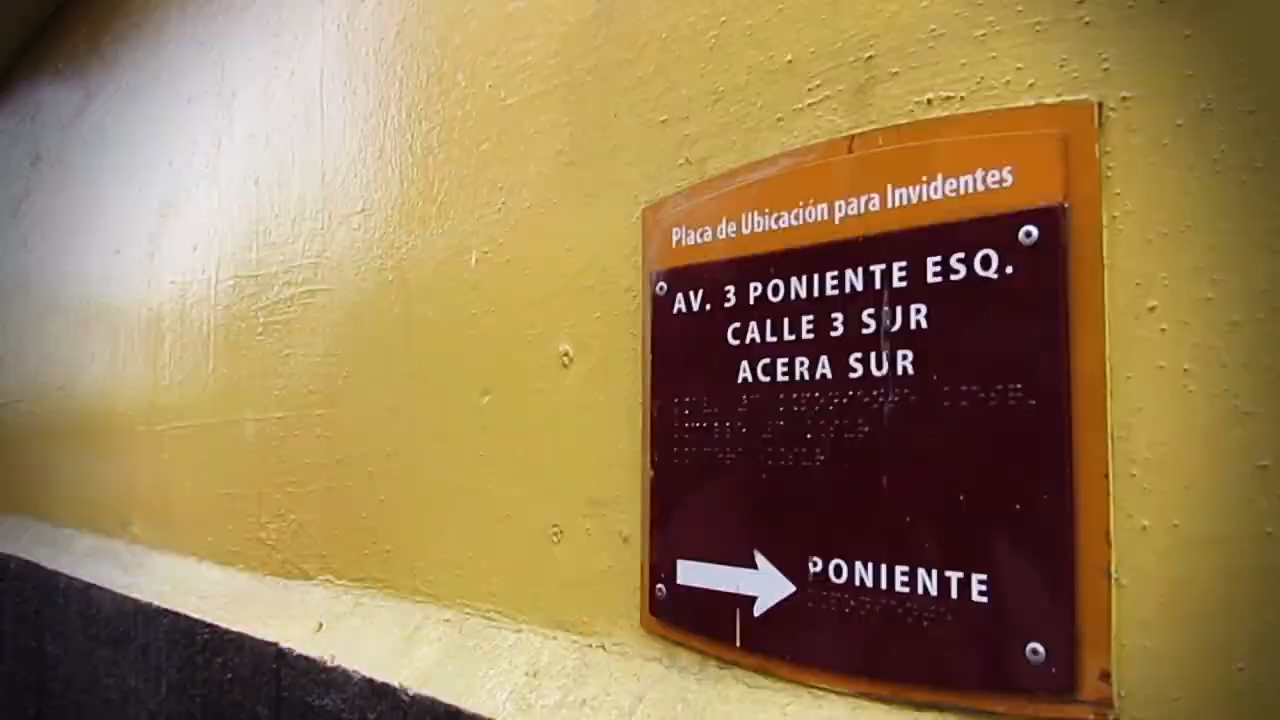 Placa de Ubicación para Invidentes
AV. 3 PONIENTE ESQ.
CALLE 3 SUR
ACERA SUR
PONIENTE